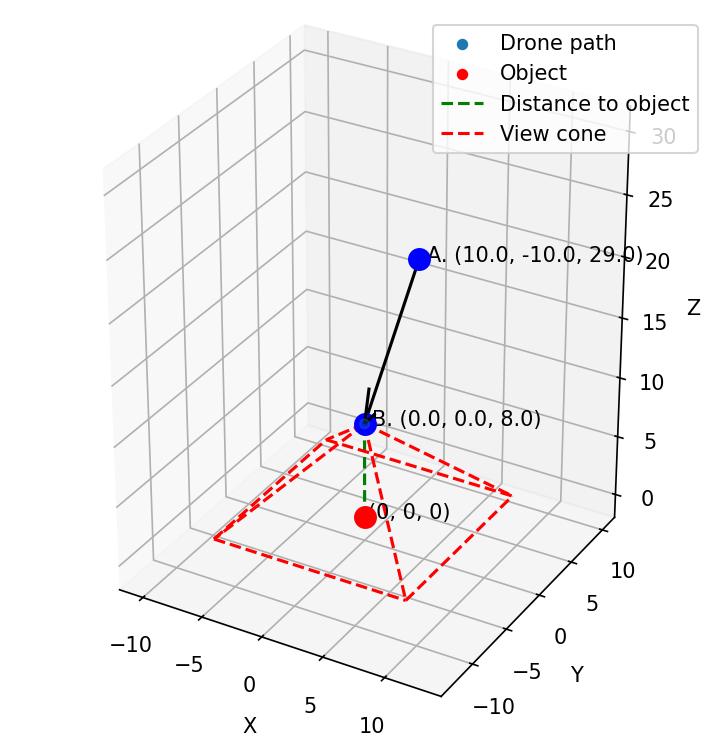 Drone path
Object
Distance to object
View cone
30
25
A. (10.0, -10.0, 29.0)
20
Z
15
10
B. (0.0, 0.0, 8.0)
5
0
(0, 0, 0)
10
5
0
−5
Y
−10
−10
−5
0
5
10
X